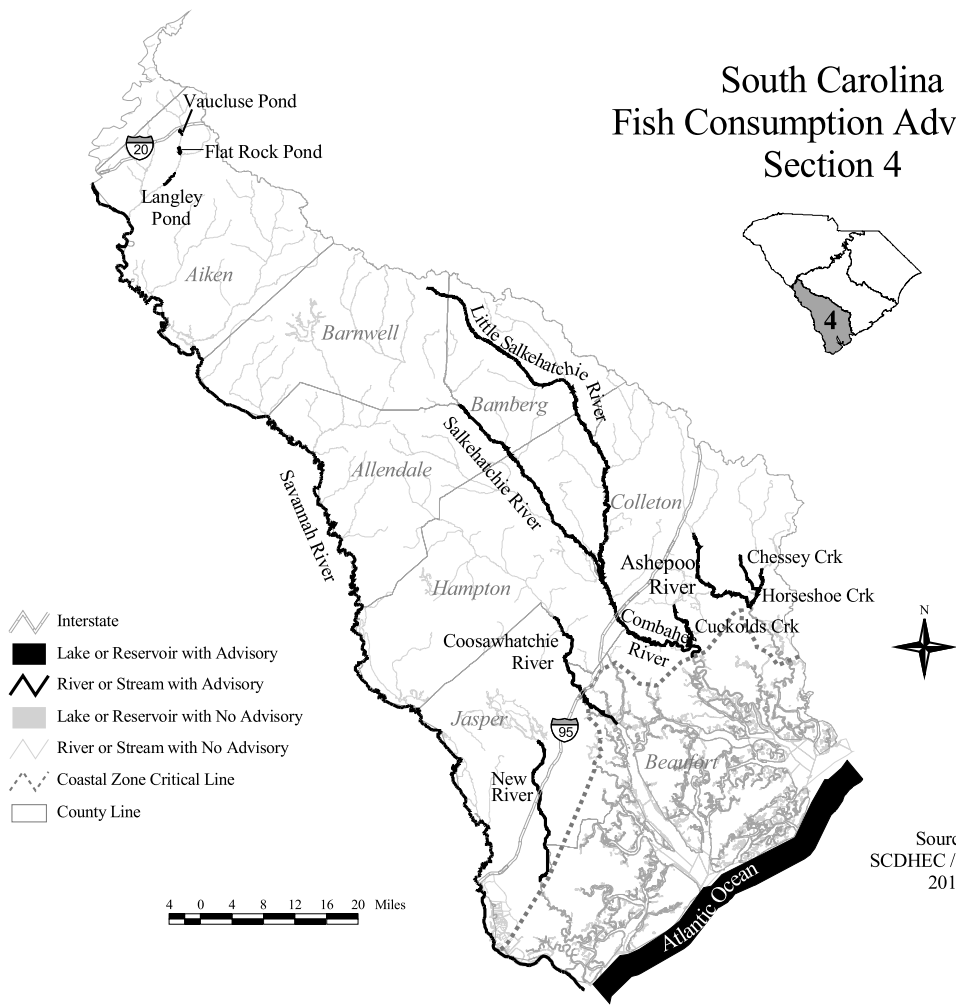 South Carolina
Fish Consumption Adv
Section 4
Vaucluse Pond
20
Flat Rock Pond
Langley
Pond
Aiken
Barnwell
Little Salkehatchie River
4
Bamberg
Salkehatchie River
Allendale
Savannah River
Colleton
Ashepoo
River
Chessey Crk
Hampton
Horseshoe Crk
N
Combahee
River
Cuckolds Crk
Coosawhatchie
River
Jasper
95
Beaufort
New
River
Interstate
Lake or Reservoir with Advisory
River or Stream with Advisory
Lake or Reservoir with No Advisory
River or Stream with No Advisory
Coastal Zone Critical Line
County Line
Sourc
SCDHEC /
201
4 0 4 8 12 16 20 Miles
Atlantic Ocean